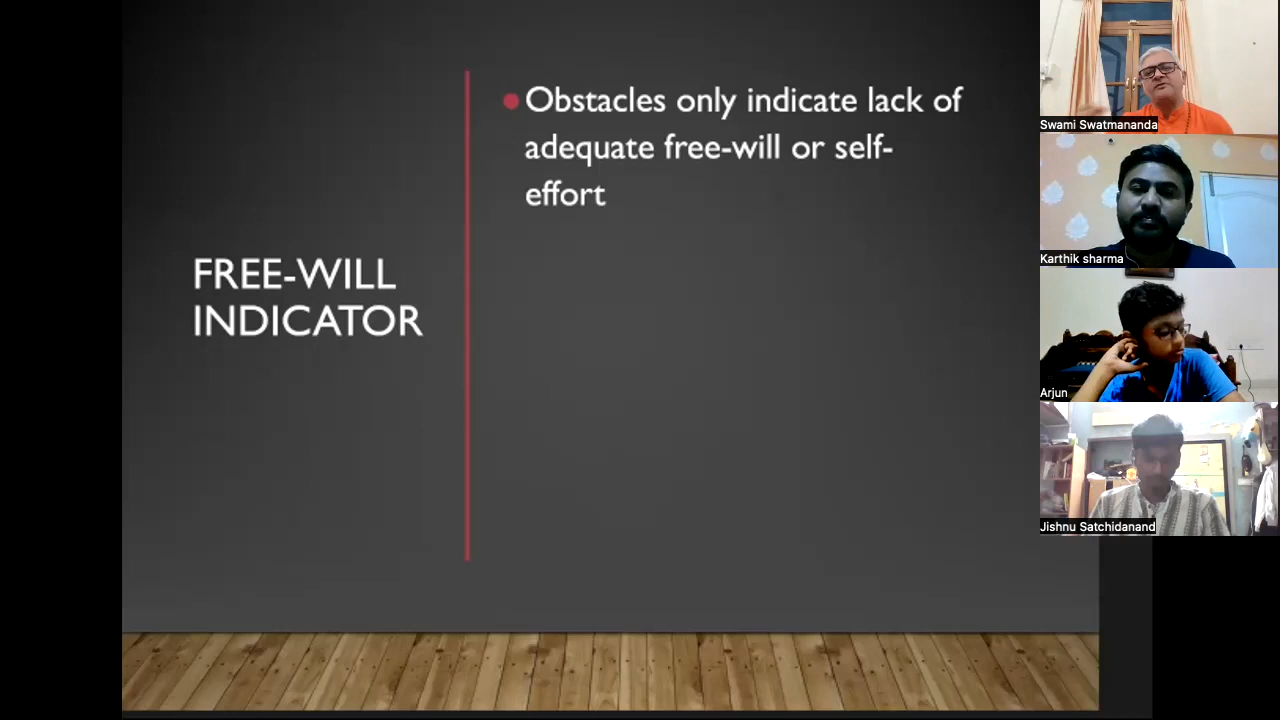 FREE-WILL
INDICATOR
●Obstacles only indicate lack of
adequate free-will or self-
effort
Swami Swatmananda
Karthik sharma
Arjun
Jishnu Satchidanand